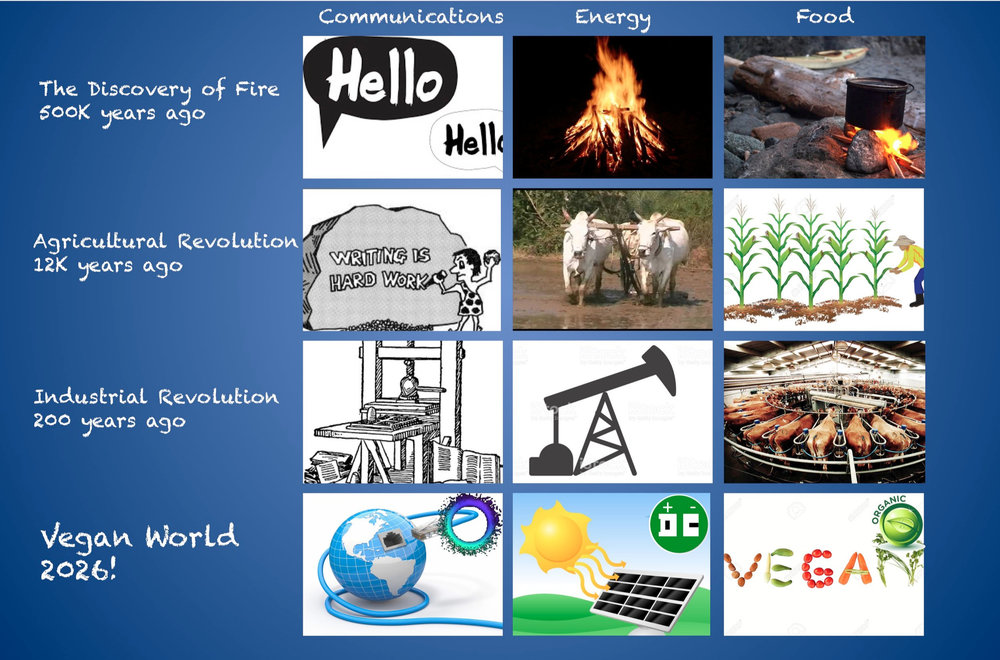 Communications Energy Food
The Discovery of Fire
500K years ago
Hello
Hello
Agricultural Revolution
12K years ago
WRITING IS
HARD WORK
Industrial Revolution
200 years ago
Vegan World
2026!
DC
ORGANIC
VEGAN